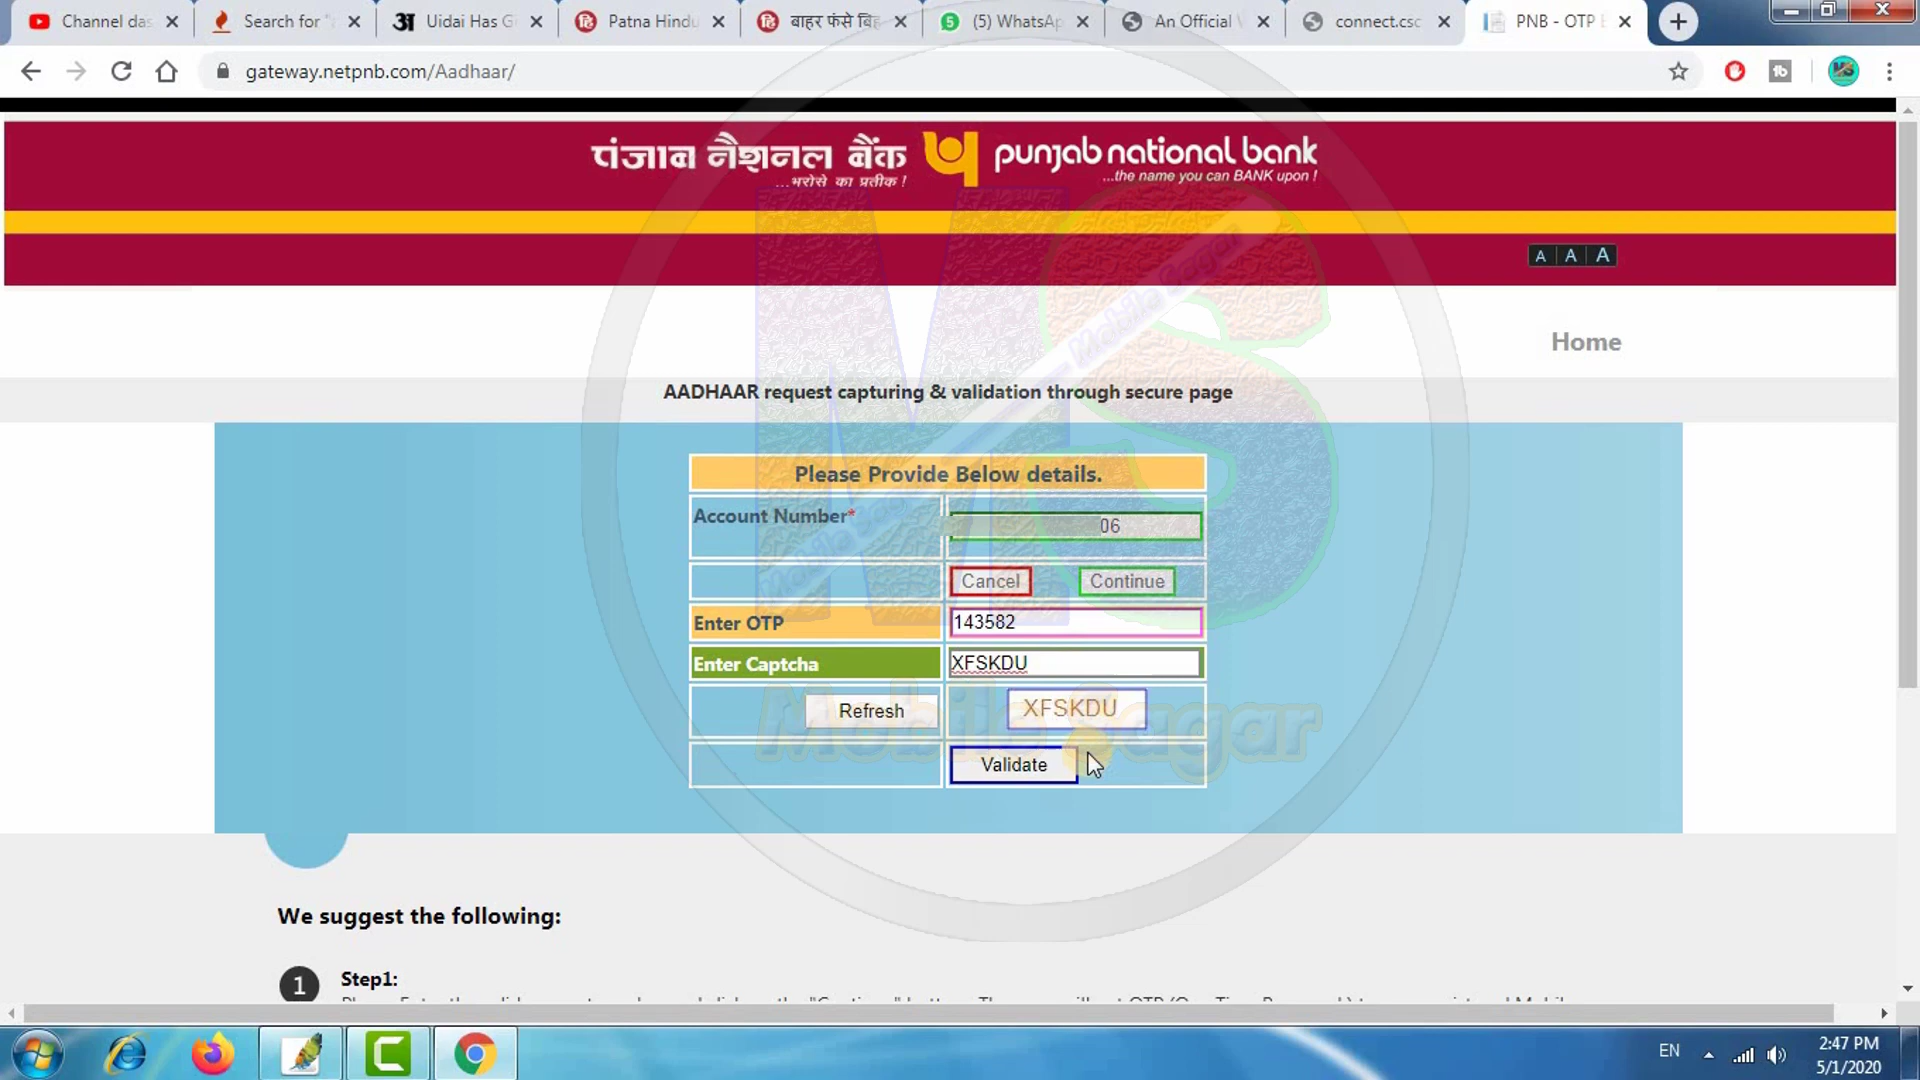 Channel das
Search for "
Uidai Has G
Patna Hindu
बाहर फंसे बिह
(5) WhatsAp
An Official
connect.csc
PNB - OTP
gateway.netpnb.com/Aadhaar/
पंजाब नैशनल बैंक
...भरोसे का प्रतीक !
punjab national bank
...the name you can BANK upon !
A A A
Home
AADHAAR request capturing & validation through secure page
Please Provide Below details.
Account Number*
06
Cancel
Continue
Enter OTP
143582
Enter Captcha
XFSKDU
Refresh
XFSKDU
Validate
Mobile Sagar
We suggest the following:
1
Step1:
EN
2:47 PM
5/1/2020